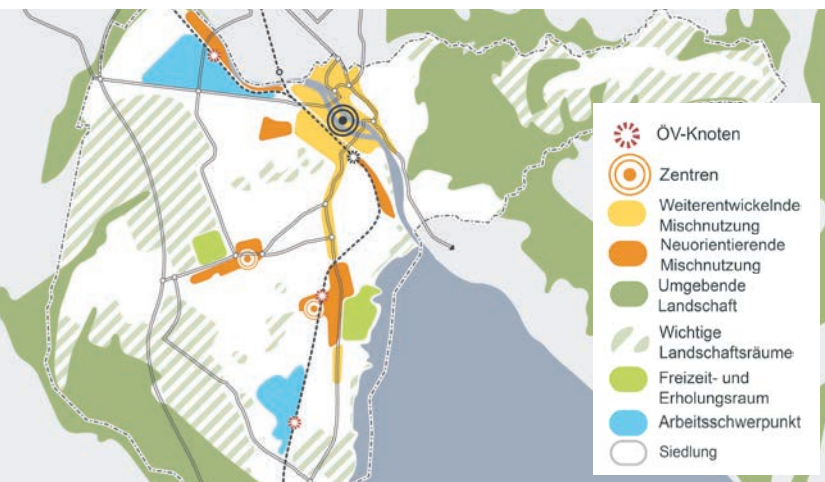 ÖV-Knoten
Zentren
Weiterentwickelnde
Mischnutzung
Neuorientierende
Mischnutzung
Umgebende
Landschaft
Wichtige
Landschaftsräume
Freizeit- und
Erholungsraum
Arbeitsschwerpunkt
Siedlung